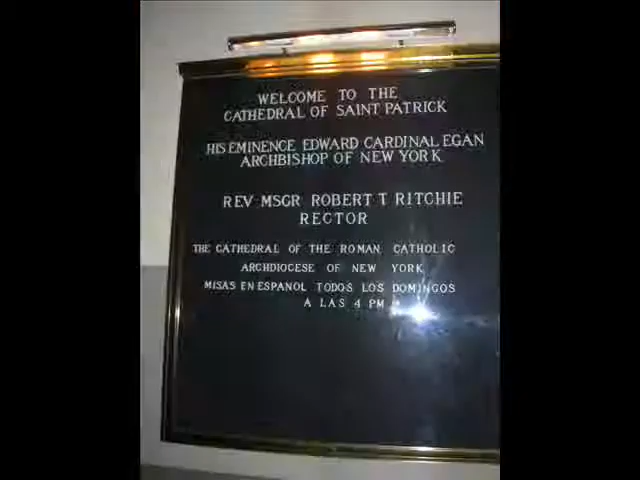 WELCOME TO THE
CATHEDRAL OF SAINT PATRICK
HIS EMINENCE EDWARD CARDINAL EGAN
ARCHBISHOP OF NEW YORK
REV MSGR ROBERT T RITCHIE
RECTOR
THE CATHEDRAL OF THE ROMAN CATHOLIC
ARCHDIOCESE OF NEW YORK
MISAS EN ESPANOL TODOS LOS DOMINGOS
A LAS 4 PM